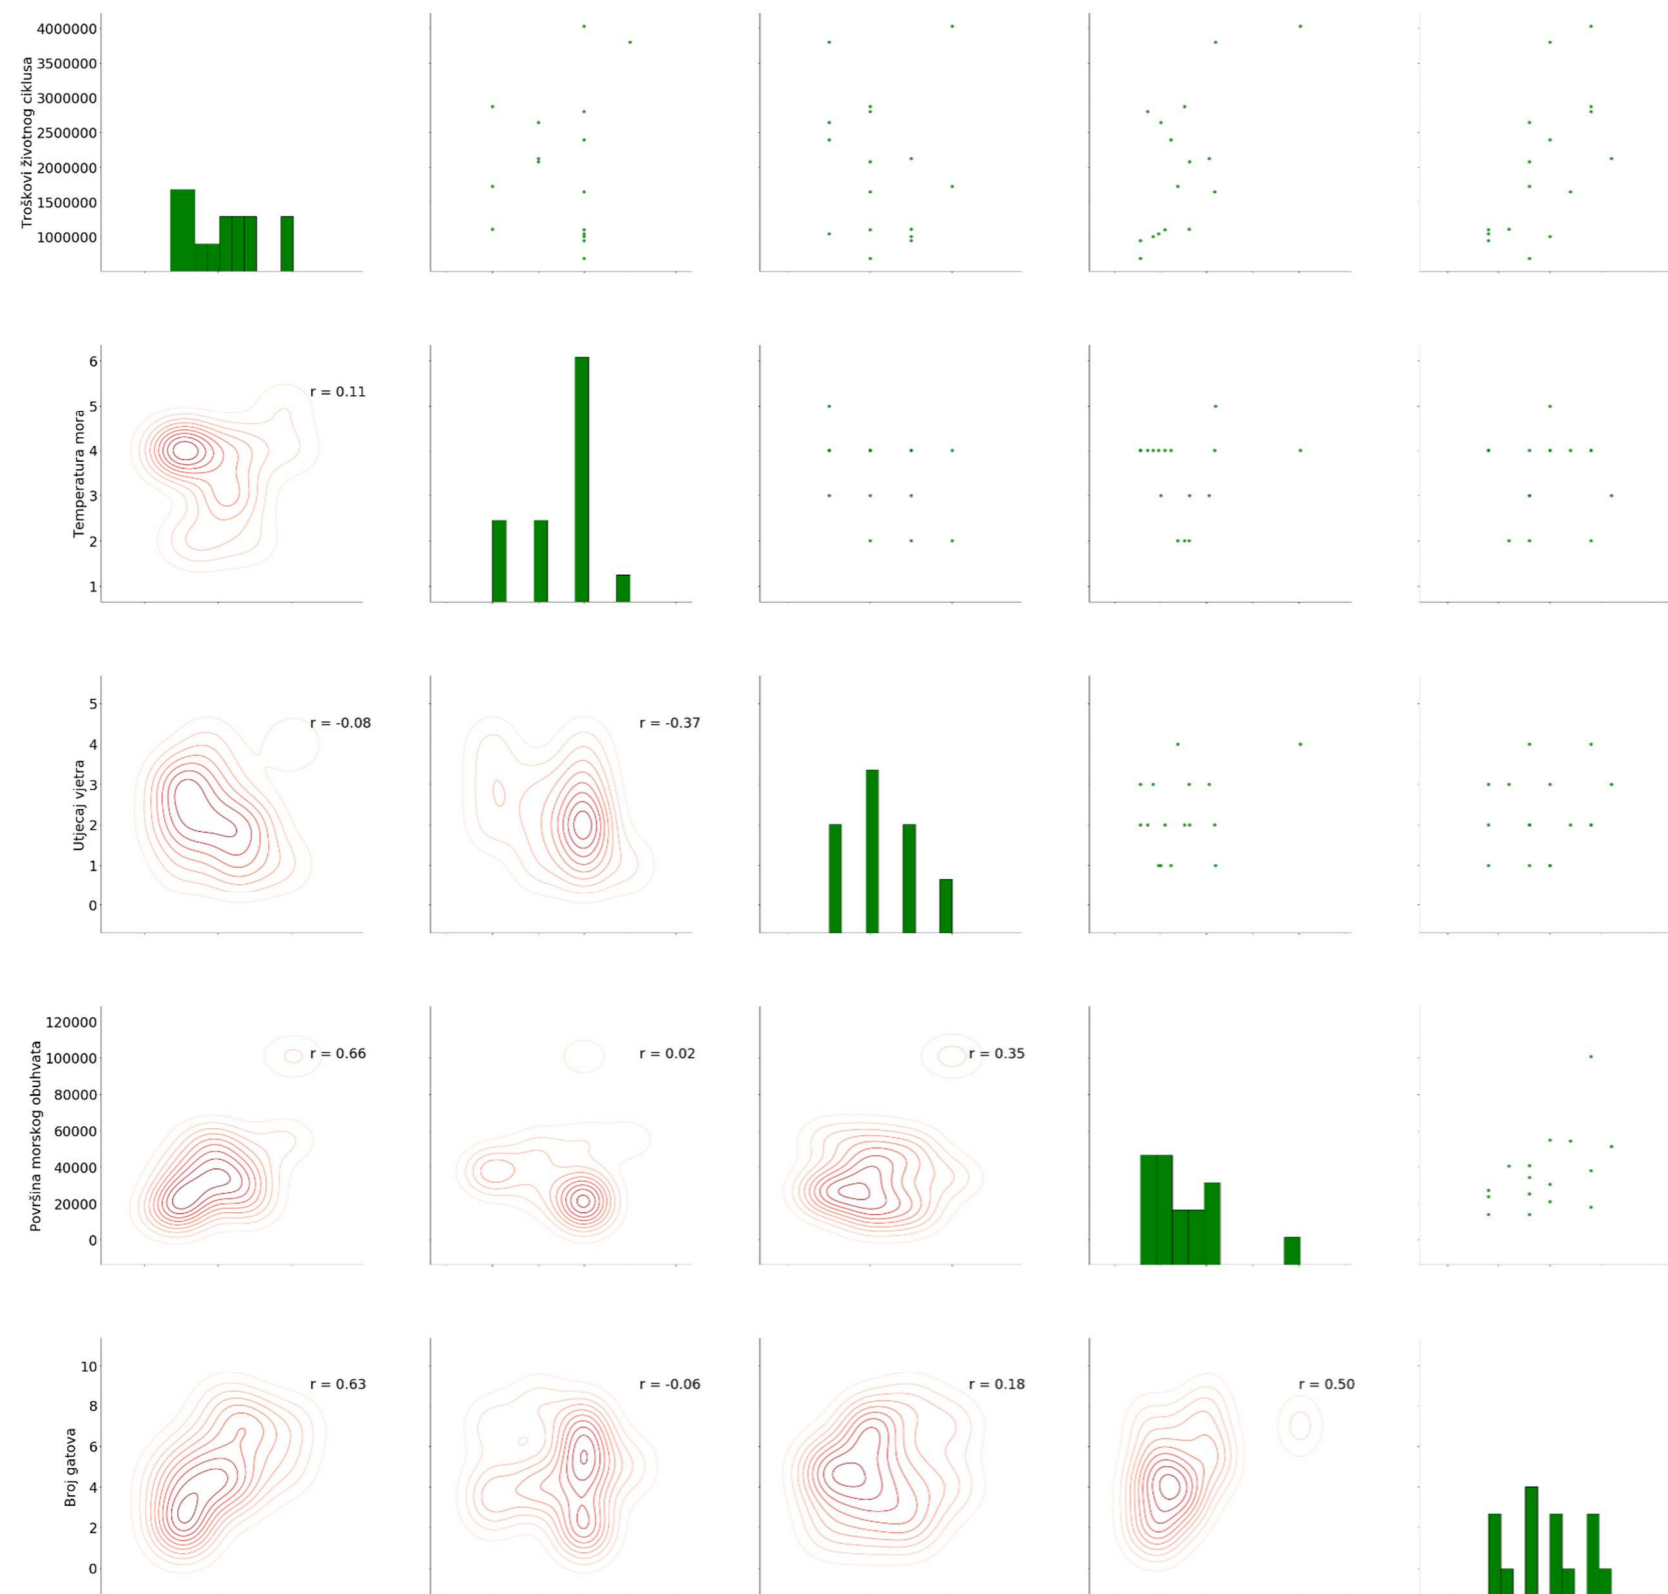 Troškovi životnog ciklusa
4000000
3500000
3000000
2500000
2000000
1500000
1000000
Temperatura mora
6
5
4
3
2
1
r = 0.11
Utjecaj vjetra
5
4
3
2
1
0
r = -0.08
r = -0.37
Površina morskog obuhvata
120000
100000
80000
60000
40000
20000
0
r = 0.66
r = 0.02
r = 0.35
Broj gatova
10
8
6
4
2
0
r = 0.63
r = -0.06
r = 0.18
r = 0.50